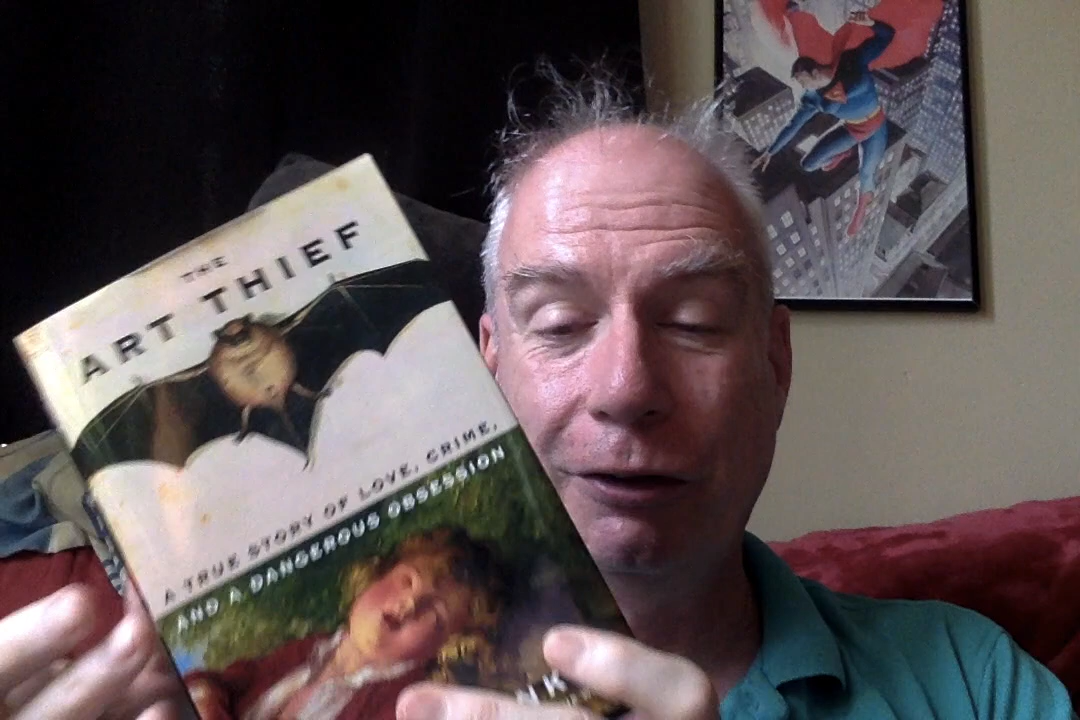 THE
ART THIEF
A TRUE STORY OF LOVE, CRIME,
AND A DANGEROUS OBSESSION